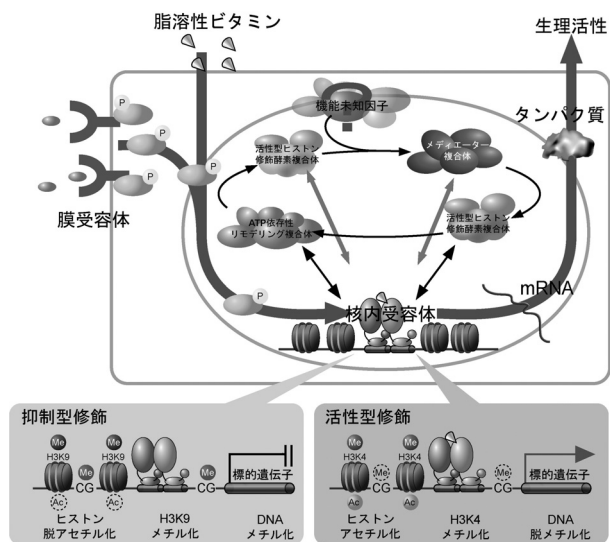 脂溶性ビタミン
生理活性
機能未知因子
P
タンパク質
P
活性型ヒストン
修飾酵素複合体
メディエーター
複合体
P
P
膜受容体
ATP依存性
リモデリング複合体
活性型ヒストン
修飾酵素複合体
P
核内受容体
mRNA
抑制型修飾
Me
Me
H3K9
H3K9
Me
Me
CG
CG
標的遺伝子
Ac
Ac
ヒストン
脱アセチル化
H3K9
メチル化
DNA
メチル化
活性型修飾
Me
Me
H3K4
H3K4
Me
Me
CG
CG
標的遺伝子
Ac
Ac
ヒストン
アセチル化
H3K4
メチル化
DNA
脱メチル化